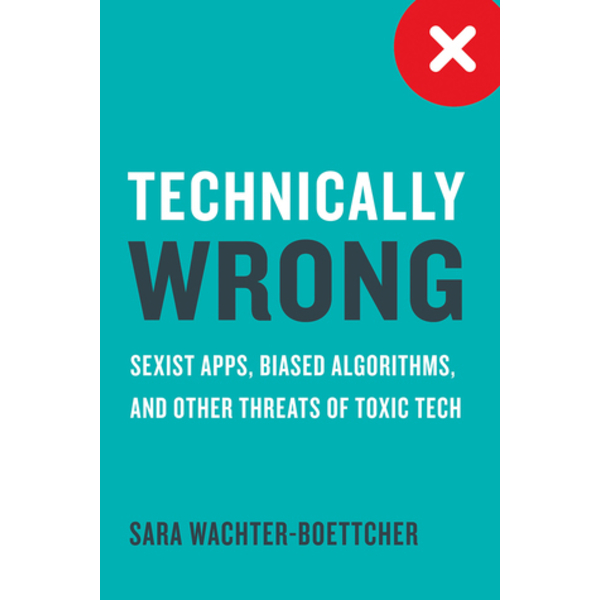 TECHNICALLY
WRONG
SEXIST APPS, BIASED ALGORITHMS,
AND OTHER THREATS OF TOXIC TECH
SARA WACHTER-BOETTCHER